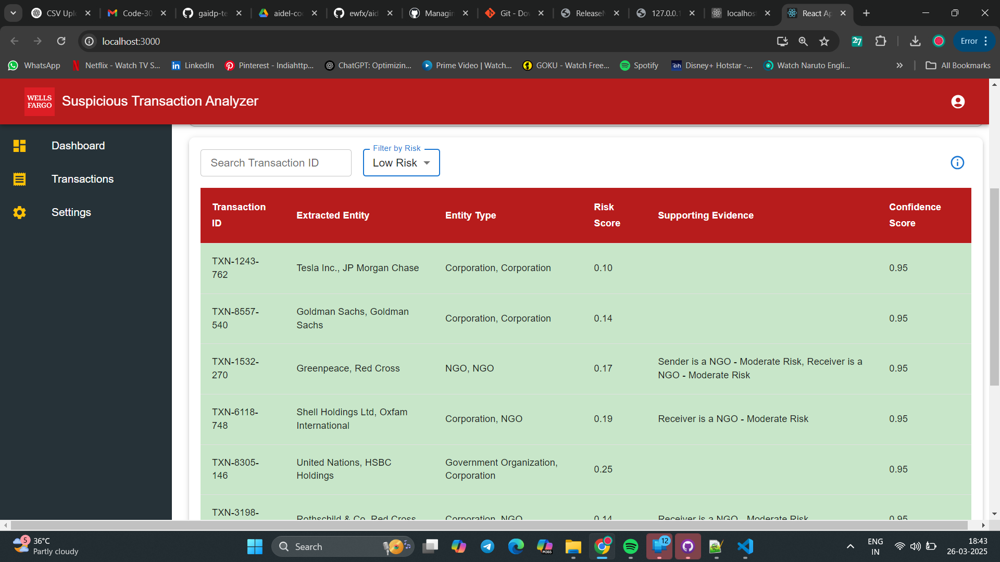 CSV Uplo
Code-30
gaidp-te
aidel-co
ewfx/aid
Managin
Git - Dov
Release
127.0.0.1
localhos
React Ap
localhost:3000
27
Error
WhatsApp
Netflix - Watch TV S...
LinkedIn
Pinterest - Indiahttp...
ChatGPT: Optimizin...
Prime Video | Watch...
GOKU - Watch Free...
Spotify
Disney+ Hotstar -...
Watch Naruto Engli...
All Bookmarks
WELLS
FARGO
Suspicious Transaction Analyzer
Dashboard
Transactions
Settings
Filter by Risk
Search Transaction ID
Low Risk
Transaction
ID
Extracted Entity
Entity Type
Risk
Score
Supporting Evidence
Confidence
Score
TXN-1243-
762
Tesla Inc., JP Morgan Chase
Corporation, Corporation
0.10
0.95
TXN-8557-
540
Goldman Sachs, Goldman
Sachs
Corporation, Corporation
0.14
0.95
TXN-1532-
270
Greenpeace, Red Cross
NGO, NGO
0.17
Sender is a NGO - Moderate Risk, Receiver is a
NGO - Moderate Risk
0.95
TXN-6118-
748
Shell Holdings Ltd, Oxfam
International
Corporation, NGO
0.19
Receiver is a NGO - Moderate Risk
0.95
TXN-8305-
146
United Nations, HSBC
Holdings
Government Organization,
Corporation
0.25
0.95
TXN-3198-
Rothschild & Co, Red Cross
Corporation, NGO
0.14
Receiver is a NGO - Moderate Risk
0.95
5
36°C
Partly cloudy
Search
M365
12
ENG
IN
18:43
26-03-2025